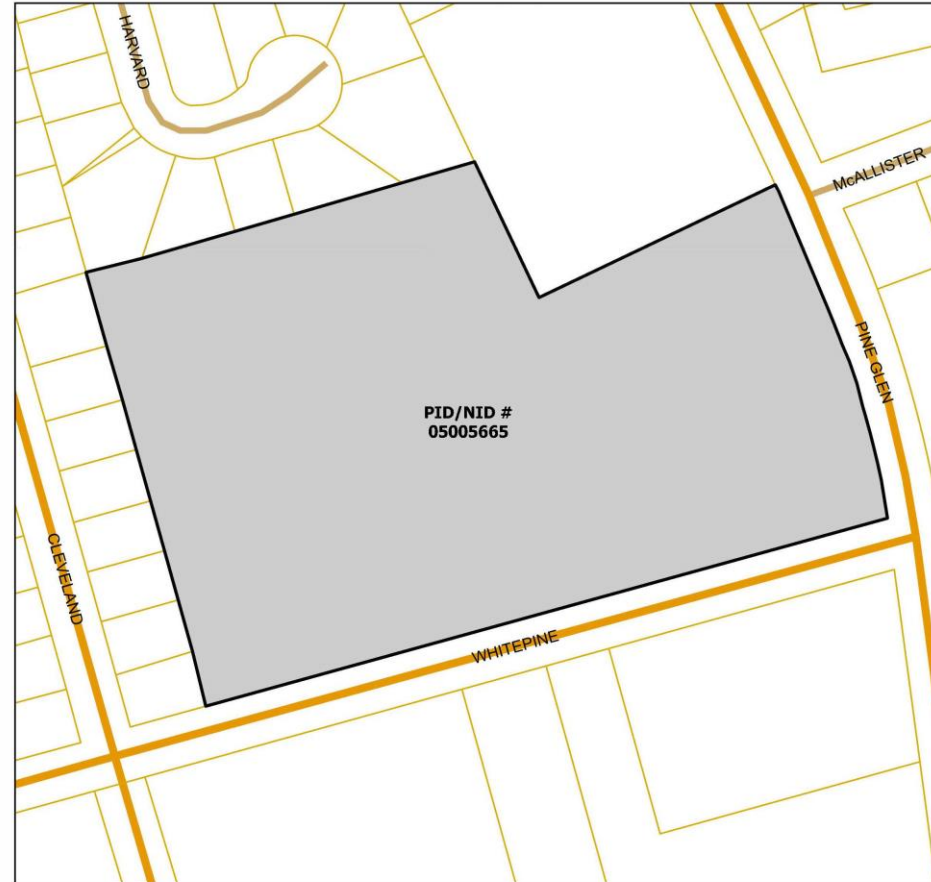 HARVARD
McALLISTER
PINE GLEN
PID/NID #
05005665
CLEVELAND
WHITEPINE